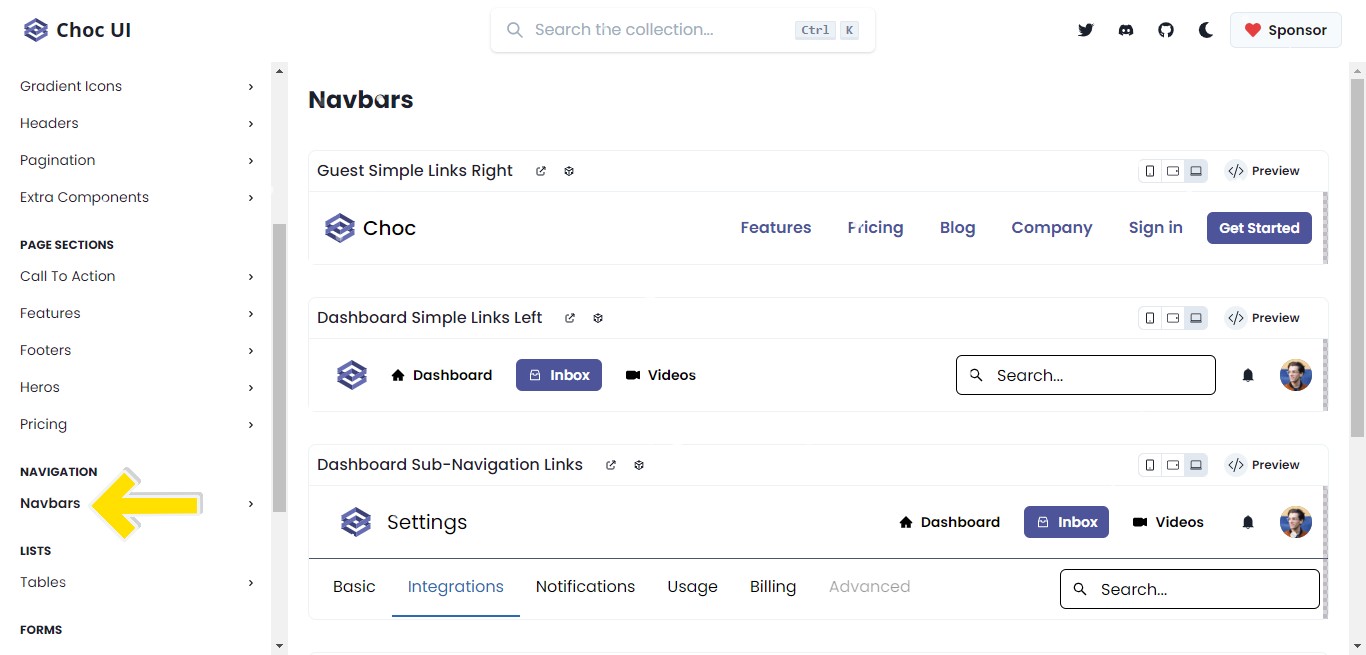 Choc UI
Search the collection...
Ctrl K
Sponsor
Gradient Icons
Headers
Pagination
Extra Components
PAGE SECTIONS
Call To Action
Features
Footers
Heros
Pricing
NAVIGATION
Navbars
LISTS
Tables
FORMS
Navbars
Guest Simple Links Right
Preview
Choc
Features Pricing Blog Company Sign in Get Started
Dashboard Simple Links Left
Preview
Dashboard Inbox Videos Search...
Dashboard Sub-Navigation Links
Preview
Settings Dashboard Inbox Videos
Basic Integrations Notifications Usage Billing Advanced Search...